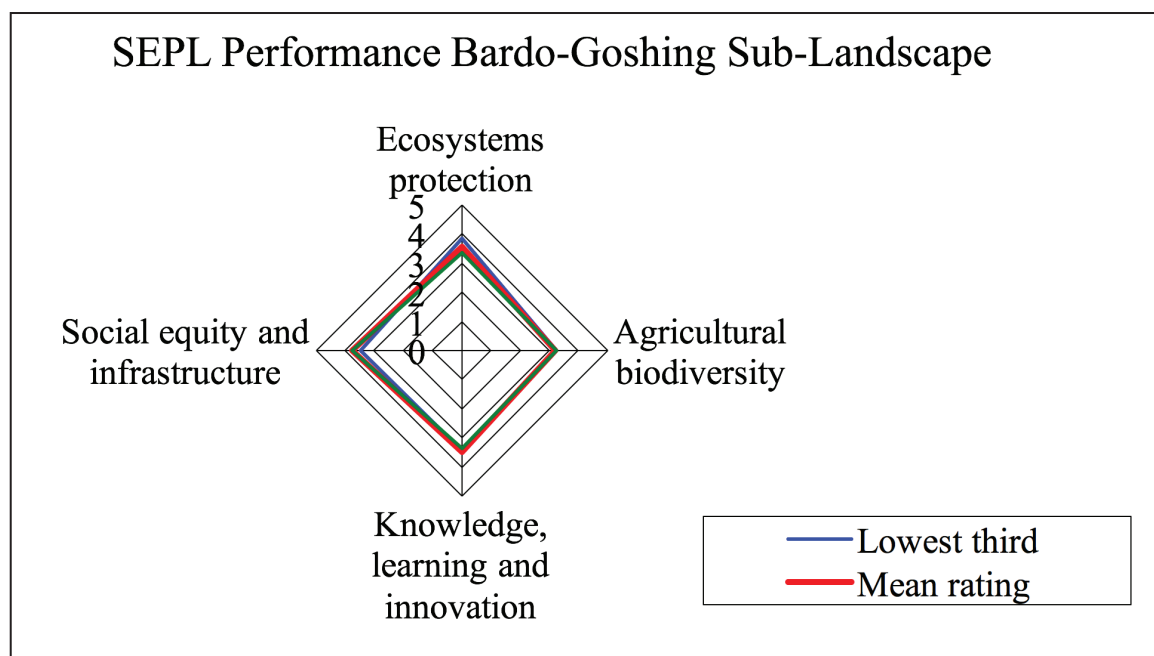 SEPL Performance Bardo-Goshing Sub-Landscape
Ecosystems
protection
5
4
3
2
1
0
Social equity and
infrastructure
Agricultural
biodiversity
Knowledge,
learning and
innovation
Lowest third
Mean rating